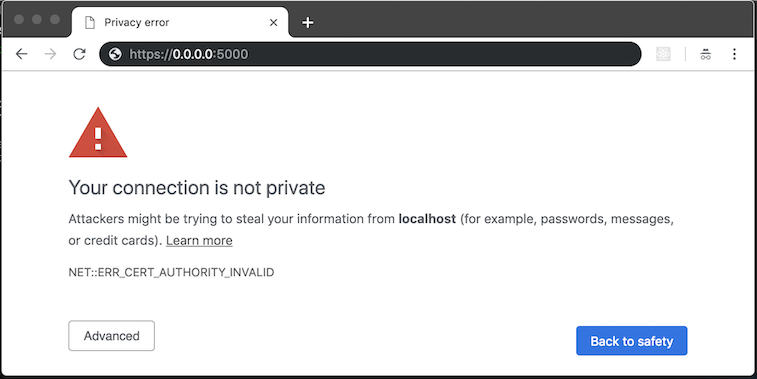 Privacy error
https://0.0.0.0:5000
Your connection is not private
Attackers might be trying to steal your information from localhost (for example, passwords, messages,
or credit cards). Learn more
NET::ERR_CERT_AUTHORITY_INVALID
Advanced
Back to safety